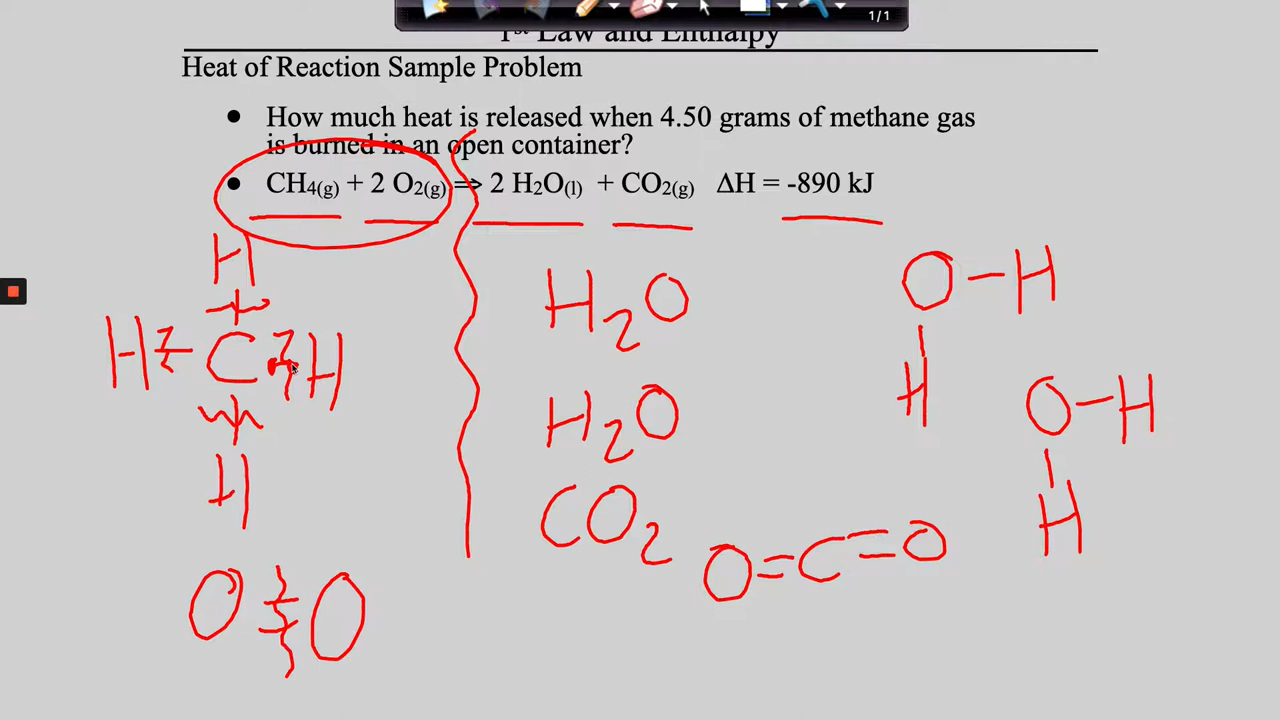 1/1
1st Law and Enthalpy
Heat of Reaction Sample Problem
● How much heat is released when 4.50 grams of methane gas
is burned in an open container?
● CH4(g) + 2 O2(g) ⇒ 2 H2O(l) + CO2(g) ΔH = -890 kJ
H
H C H
H
O O
H2O
H2O
CO2
O=C=O
O-H
H
O-H
H